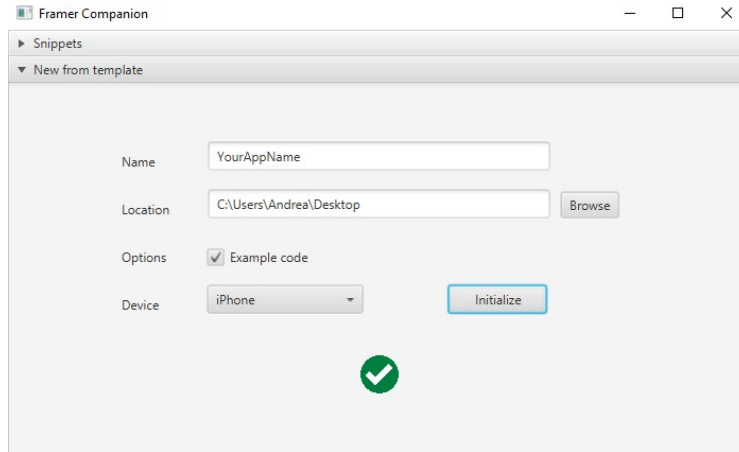 Framer Companion
Snippets
New from template
Name YourAppName
Location C:\Users\Andrea\Desktop Browse
Options Example code
Device iPhone Initialize